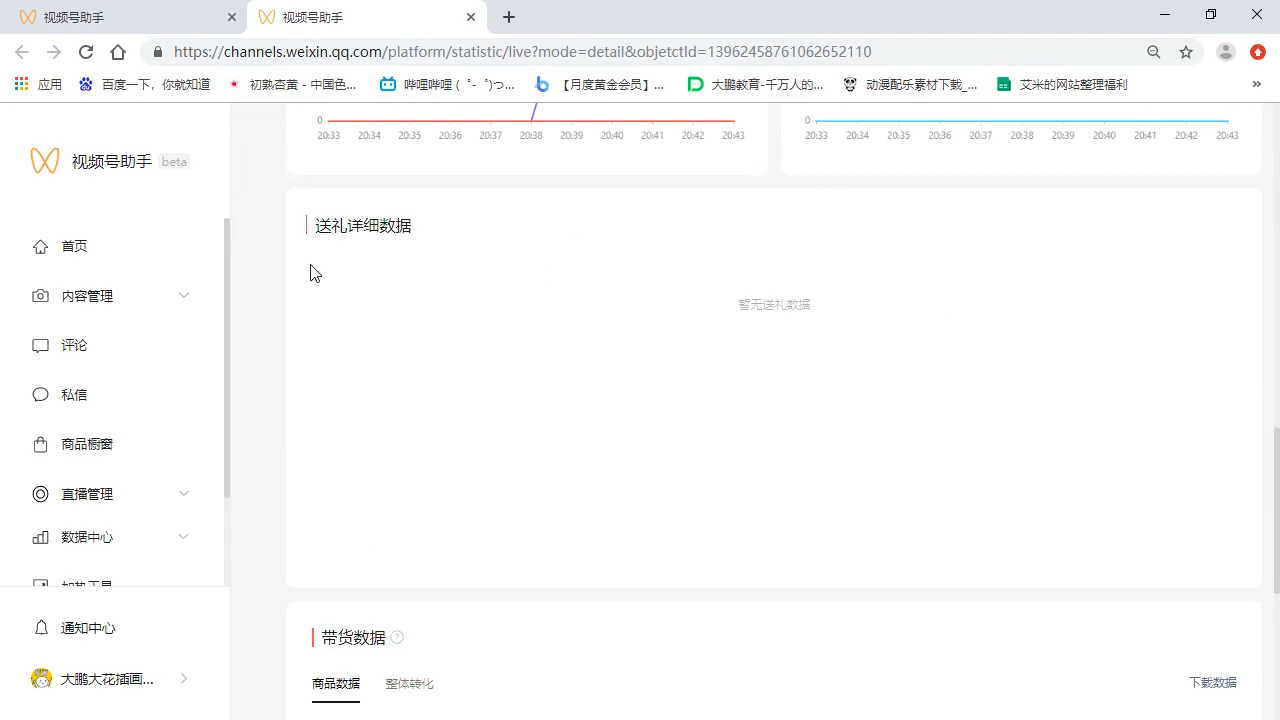 视频号助手
视频号助手
https://channels.weixin.qq.com/platform/statistic/live?mode=detail&objetctId=13962458761062652110
应用
百度一下，你就知道
初熟杏黄 - 中国色...
哔哩哔哩 ( ゜- ゜)つ...
【月度黄金会员】...
大鹏教育-千万人的...
动漫配乐素材下载_...
艾米的网站整理福利
»
视频号助手 beta
首页
内容管理
评论
私信
商品橱窗
直播管理
数据中心
加热工具
通知中心
大鹏大花插画...
0
20:33 20:34 20:35 20:36 20:37 20:38 20:39 20:40 20:41 20:42 20:43
0
20:33 20:34 20:35 20:36 20:37 20:38 20:39 20:40 20:41 20:42 20:43
送礼详细数据
暂无送礼数据
带货数据 ?
商品数据 整体转化 下载数据